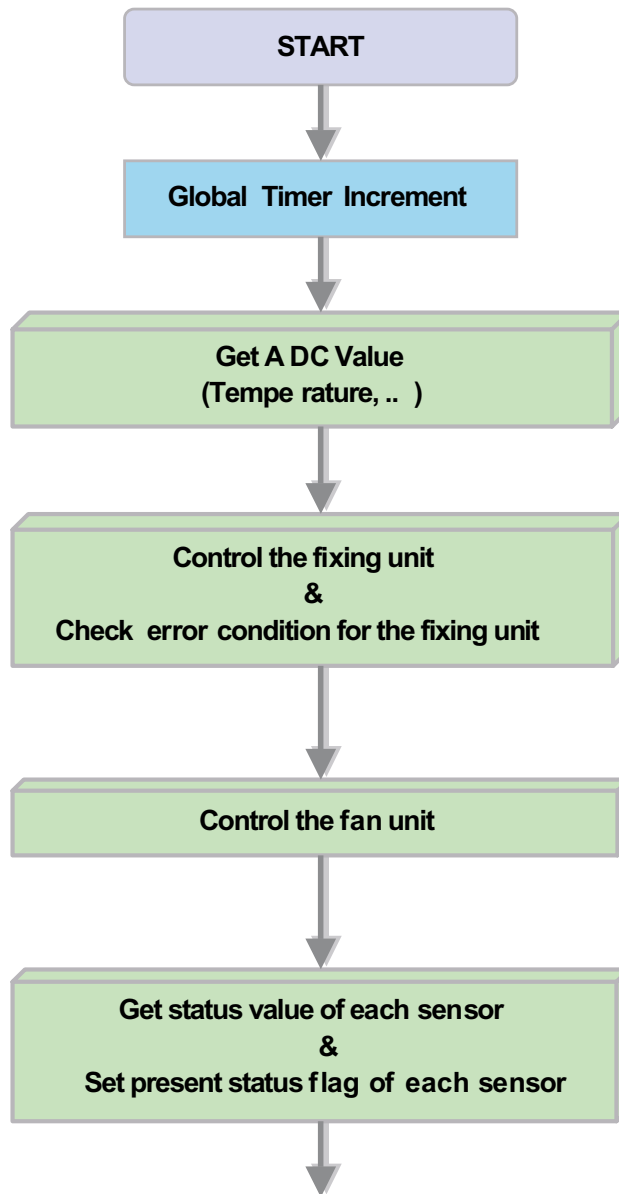 START
Global Timer Increment
Get A DC Value
(Tempe rature, .. )
Control the fixing unit
&
Check error condition for the fixing unit
Control the fan unit
Get status value of each sensor
&
Set present status flag of each sensor